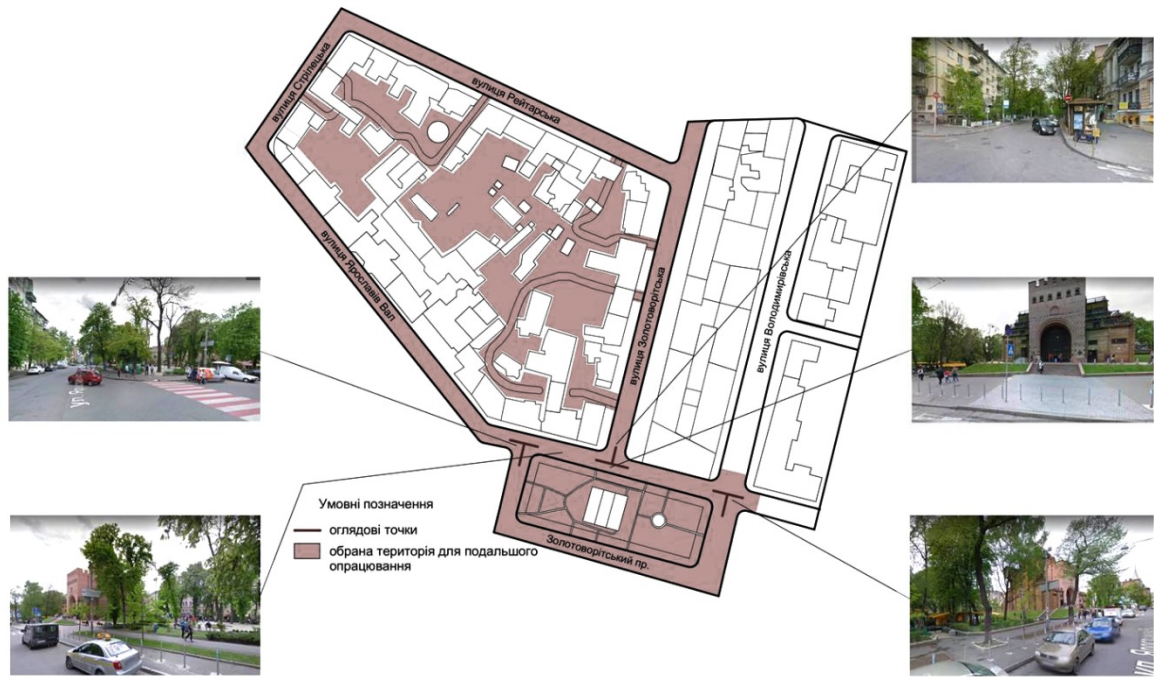 вулиця Стрілецька
вулиця Рейтарська
вулиця Ярославів Вал
вулиця Золотоворітська
вулиця Володимирівська
Золотоворітський пр.
Умовні позначення
оглядові точки
обрана територія для подальшого
опрацювання